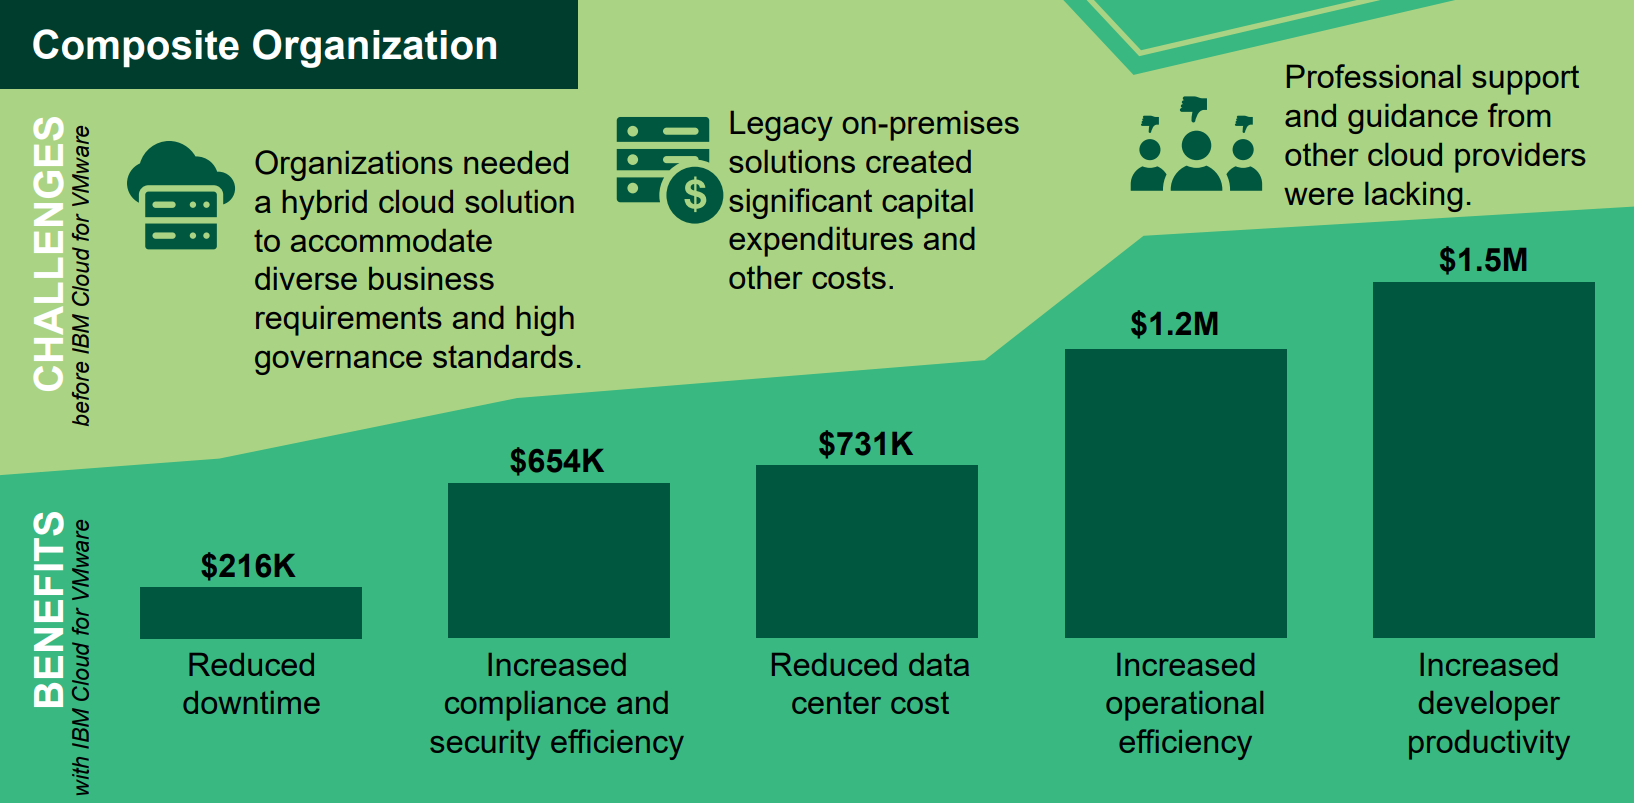 Composite Organization
CHALLENGES
before IBM Cloud for VMware
Organizations needed
a hybrid cloud solution
to accommodate
diverse business
requirements and high
governance standards.
$
Legacy on-premises
solutions created
significant capital
expenditures and
other costs.
Professional support
and guidance from
other cloud providers
were lacking.
BENEFITS
with IBM Cloud for VMware
$216K
Reduced
downtime
$654K
Increased
compliance and
security efficiency
$731K
Reduced data
center cost
$1.2M
Increased
operational
efficiency
$1.5M
Increased
developer
productivity